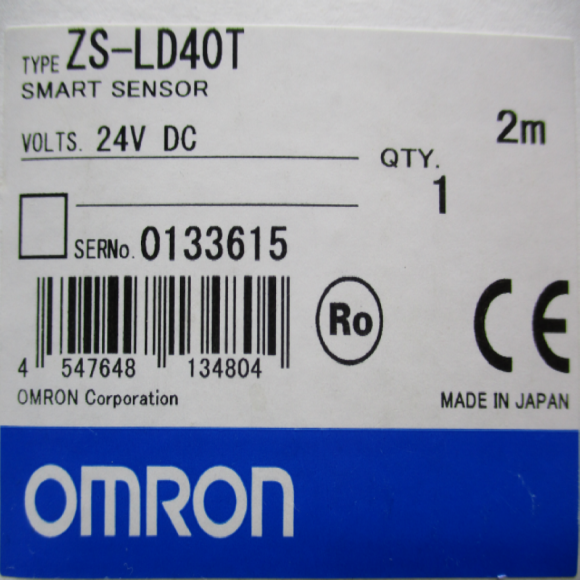 TYPE ZS-LD40T
SMART SENSOR
VOLTS. 24V DC
2m
QTY.
1
SERNo. 0133615
4 547648 134804
Ro
CE
OMRON Corporation
MADE IN JAPAN
OMRON